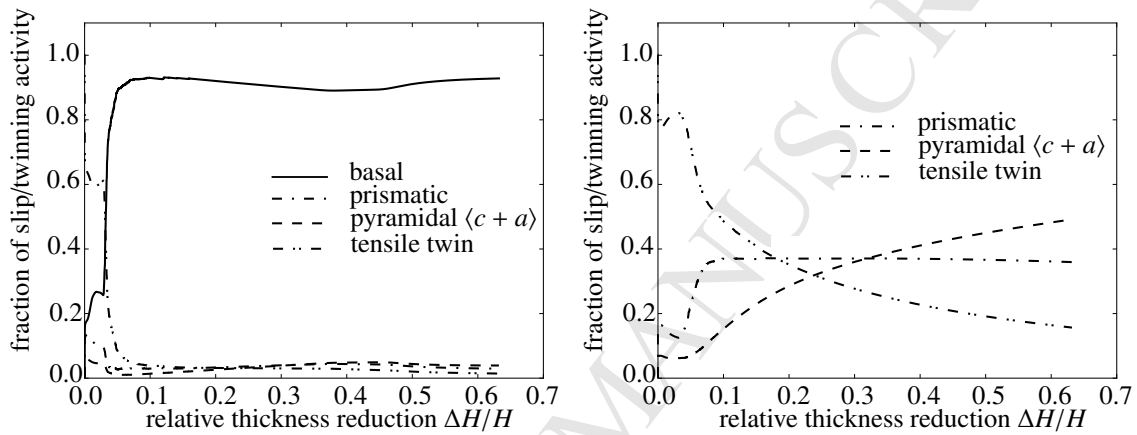 fraction of slip/twinning activity
1.0
0.8
0.6
0.4
0.2
0.0
basal
prismatic
pyramidal ⟨c + a⟩
tensile twin
0.0 0.1 0.2 0.3 0.4 0.5 0.6 0.7
relative thickness reduction ΔH/H
fraction of slip/twinning activity
1.0
0.8
0.6
0.4
0.2
0.0
prismatic
pyramidal ⟨c + a⟩
tensile twin
0.0 0.1 0.2 0.3 0.4 0.5 0.6 0.7
relative thickness reduction ΔH/H
MANUSCR